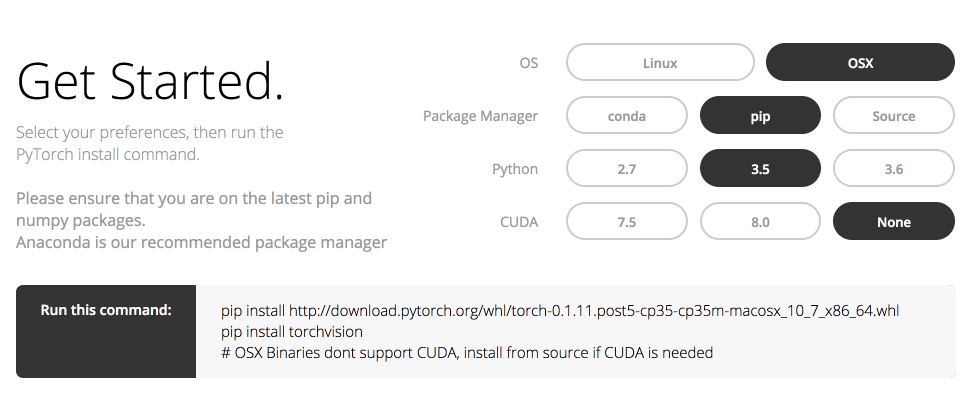 Get Started.
Select your preferences, then run the
PyTorch install command.
Please ensure that you are on the latest pip and
numpy packages.
Anaconda is our recommended package manager
OS Linux OSX
Package Manager conda pip Source
Python 2.7 3.5 3.6
CUDA 7.5 8.0 None
Run this command:
pip install http://download.pytorch.org/whl/torch-0.1.11.post5-cp35-cp35m-macosx_10_7_x86_64.whl
pip install torchvision
# OSX Binaries dont support CUDA, install from source if CUDA is needed